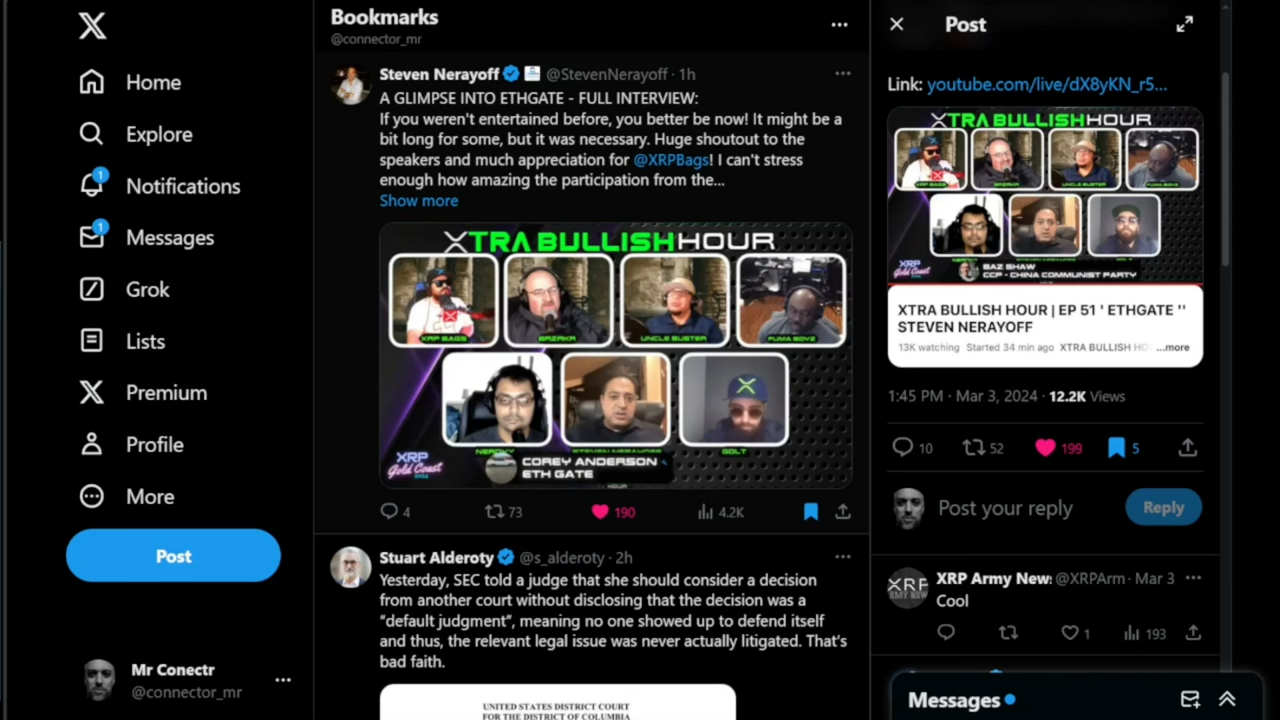 Home
Explore
1
Notifications
1
Messages
Grok
Lists
Premium
Profile
More
Post
Mr Conectr
@connector_mr
Bookmarks
@connector_mr
Steven Nerayoff @StevenNerayoff · 1h
A GLIMPSE INTO ETHGATE - FULL INTERVIEW:
If you weren't entertained before, you better be now! It might be a
bit long for some, but it was necessary. Huge shoutout to the
speakers and much appreciation for @XRPBags! I can't stress
enough how amazing the participation from the...
Show more
XTRA BULLISH HOUR
XRP BAGS
BAZRIKA
UNCLE BUSTER
PUMA BOYZ
GOLT
XRP
Gold Coast
COREY ANDERSON
ETH GATE
HOUR
4
73
190
4.2K
Stuart Alderoty @s_alderoty · 2h
Yesterday, SEC told a judge that she should consider a decision
from another court without disclosing that the decision was a
"default judgment", meaning no one showed up to defend itself
and thus, the relevant legal issue was never actually litigated. That's
bad faith.
UNITED STATES DISTRICT COURT
FOR THE DISTRICT OF COLUMBIA
Post
Link: youtube.com/live/dX8yKN_r5...
XTRA BULLISH HOUR
XRP BAGS
BAZRIKA
UNCLE BUSTER
PUMA BOYZ
XRP
Gold Coast
BAZ SHAW
CCP - CHINA COMMUNIST PARTY
XTRA BULLISH HOUR | EP 51 ' ETHGATE ''
STEVEN NERAYOFF
13K watching Started 34 min ago XTRA BULLISH HO ...more
1:45 PM · Mar 3, 2024 · 12.2K Views
10
52
199
5
Post your reply
Reply
XRP ARMY NEW
XRP Army New @XRPArm · Mar 3
Cool
1
193
Messages